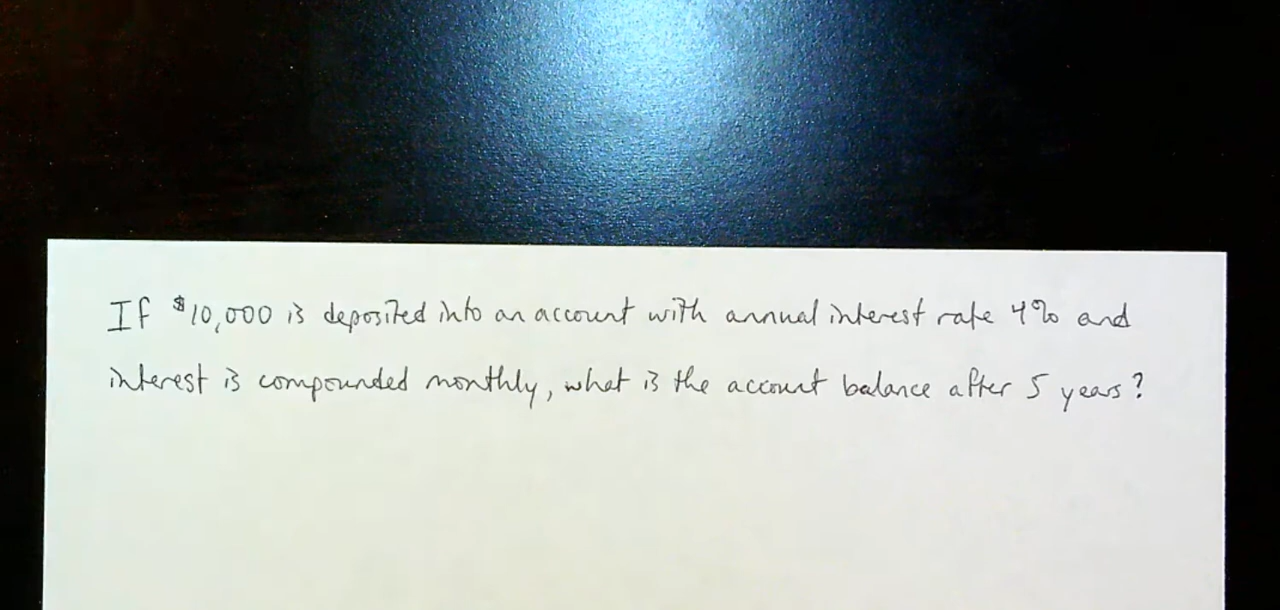 If $10,000 is deposited into an account with annual interest rate 4% and
interest is compounded monthly, what is the account balance after 5 years?